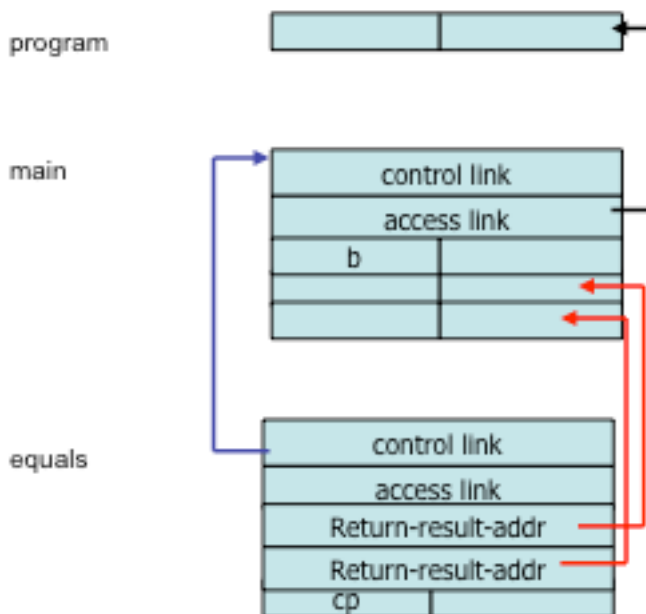 program
main
control link
access link
b
equals
control link
access link
Return-result-addr
Return-result-addr
cp